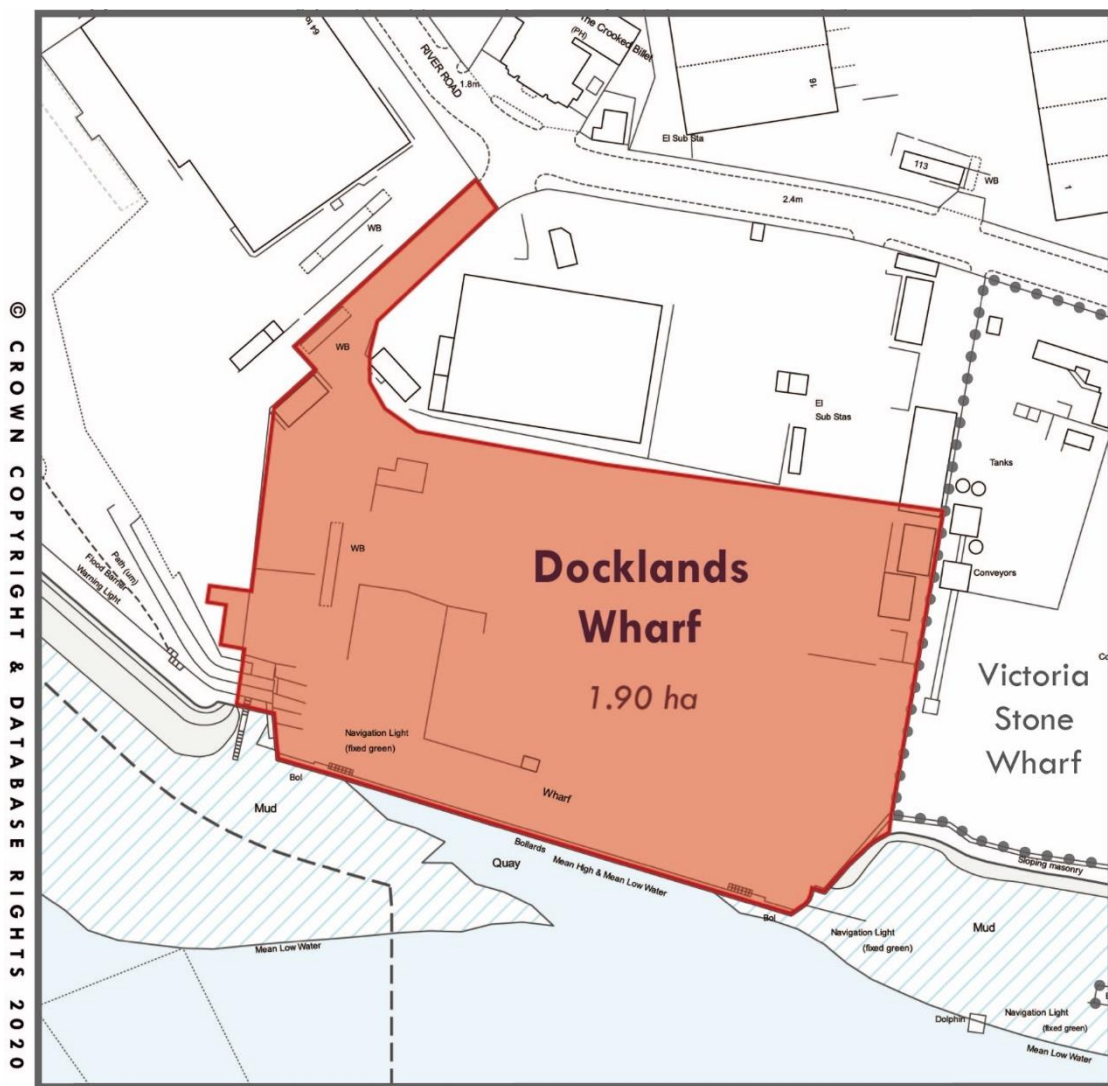 © CROWN COPYRIGHT & DATABASE RIGHTS 2020
The Crooked Billet
(PH)
RIVER ROAD
1.8m
El Sub Sta
16
113
WB
1
2.4m
WB
WB
El
Sub Stas
Tanks
WB
Conveyors
Path (um)
Flood Barrier
Warning Light
Docklands
Wharf
1.90 ha
Victoria
Stone
Wharf
Navigation Light
(fixed green)
Bol
Wharf
Mud
Bollards
Mean High & Mean Low Water
Quay
Sloping masonry
Bol
Navigation Light
(fixed green)
Mud
Mean Low Water
Navigation Light
(fixed green)
Dolphin
Mean Low Water